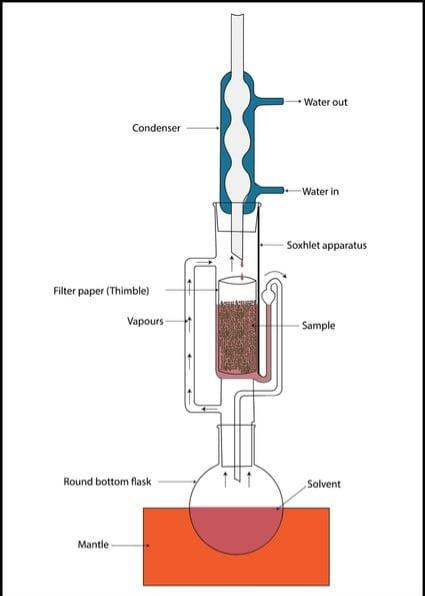 Water out
Condenser
Water in
Soxhlet apparatus
Filter paper (Thimble)
Vapours
Sample
Round bottom flask
Solvent
Mantle